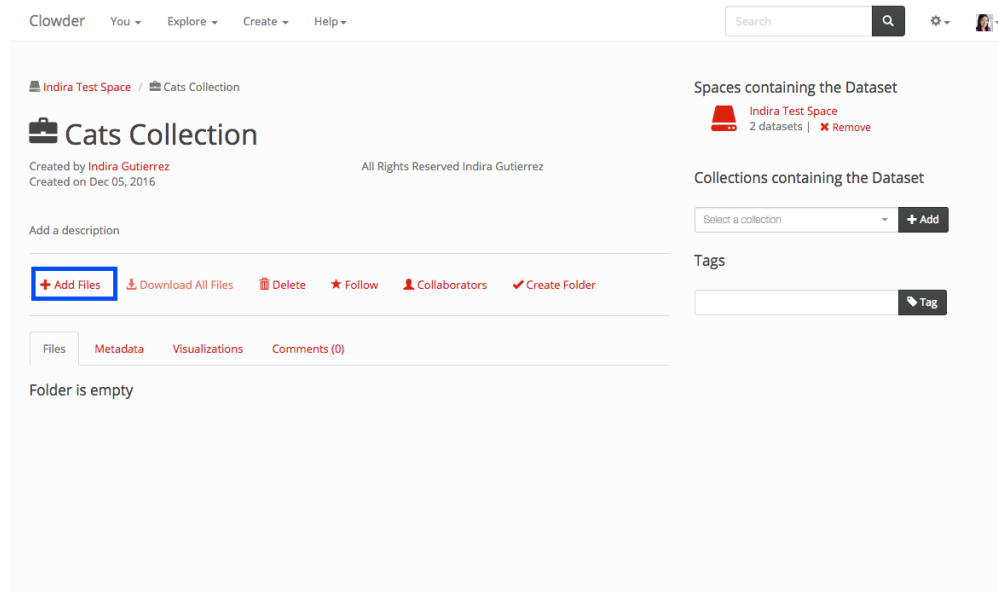 Clowder You Explore Create Help Search
Indira Test Space / Cats Collection
Cats Collection
Created by Indira Gutierrez
Created on Dec 05, 2016
All Rights Reserved Indira Gutierrez
Add a description
Add Files Download All Files Delete Follow Collaborators Create Folder
Files Metadata Visualizations Comments (0)
Folder is empty
Spaces containing the Dataset
Indira Test Space
2 datasets | Remove
Collections containing the Dataset
Select a collection Add
Tags
Tag